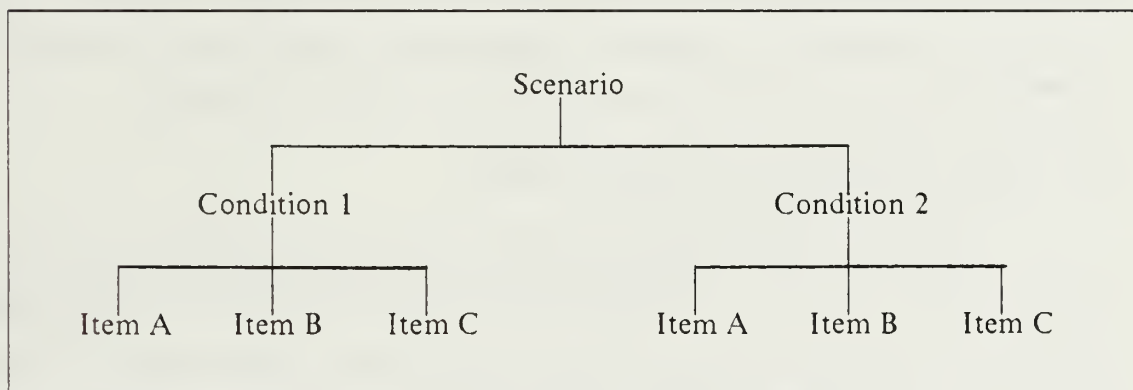 Scenario
Condition 1 Condition 2
Item A Item B Item C Item A Item B Item C